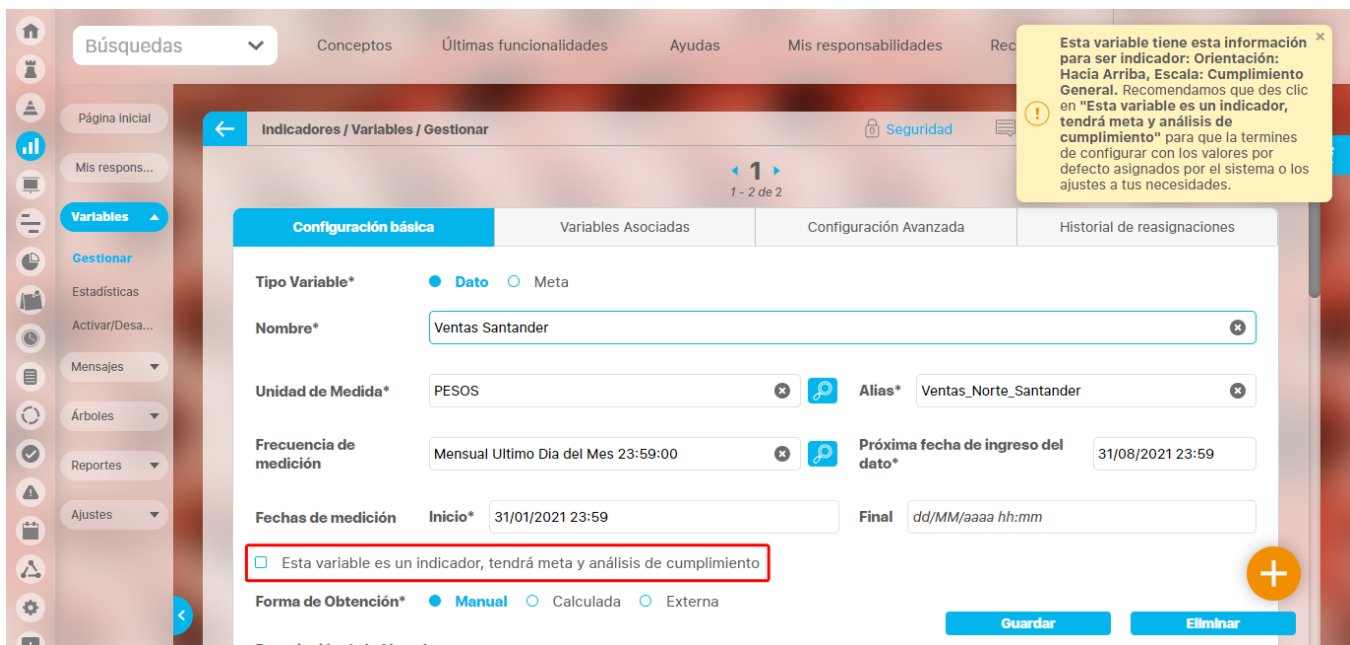 Búsquedas
Conceptos
Últimas funcionalidades
Ayudas
Mis responsabilidades
Rec
Esta variable tiene esta información
para ser indicador: Orientación:
Hacia Arriba, Escala: Cumplimiento
General. Recomendamos que des clic
en "Esta variable es un indicador,
tendrá meta y análisis de
cumplimiento" para que la termines
de configurar con los valores por
defecto asignados por el sistema o los
ajustes a tus necesidades.
Página inicial
Mis respons...
Variables
Gestionar
Estadísticas
Activar/Desa...
Mensajes
Árboles
Reportes
Ajustes
Indicadores / Variables / Gestionar
Seguridad
1
1 - 2 de 2
Configuración básica
Variables Asociadas
Configuración Avanzada
Historial de reasignaciones
Tipo Variable* Dato Meta
Nombre* Ventas Santander
Unidad de Medida* PESOS Alias* Ventas_Norte_Santander
Frecuencia de
medición
Mensual Ultimo Dia del Mes 23:59:00
Próxima fecha de ingreso del
dato*
31/08/2021 23:59
Fechas de medición Inicio* 31/01/2021 23:59 Final dd/MM/aaaa hh:mm
Esta variable es un indicador, tendrá meta y análisis de cumplimiento
Forma de Obtención* Manual Calculada Externa
Guardar
Eliminar